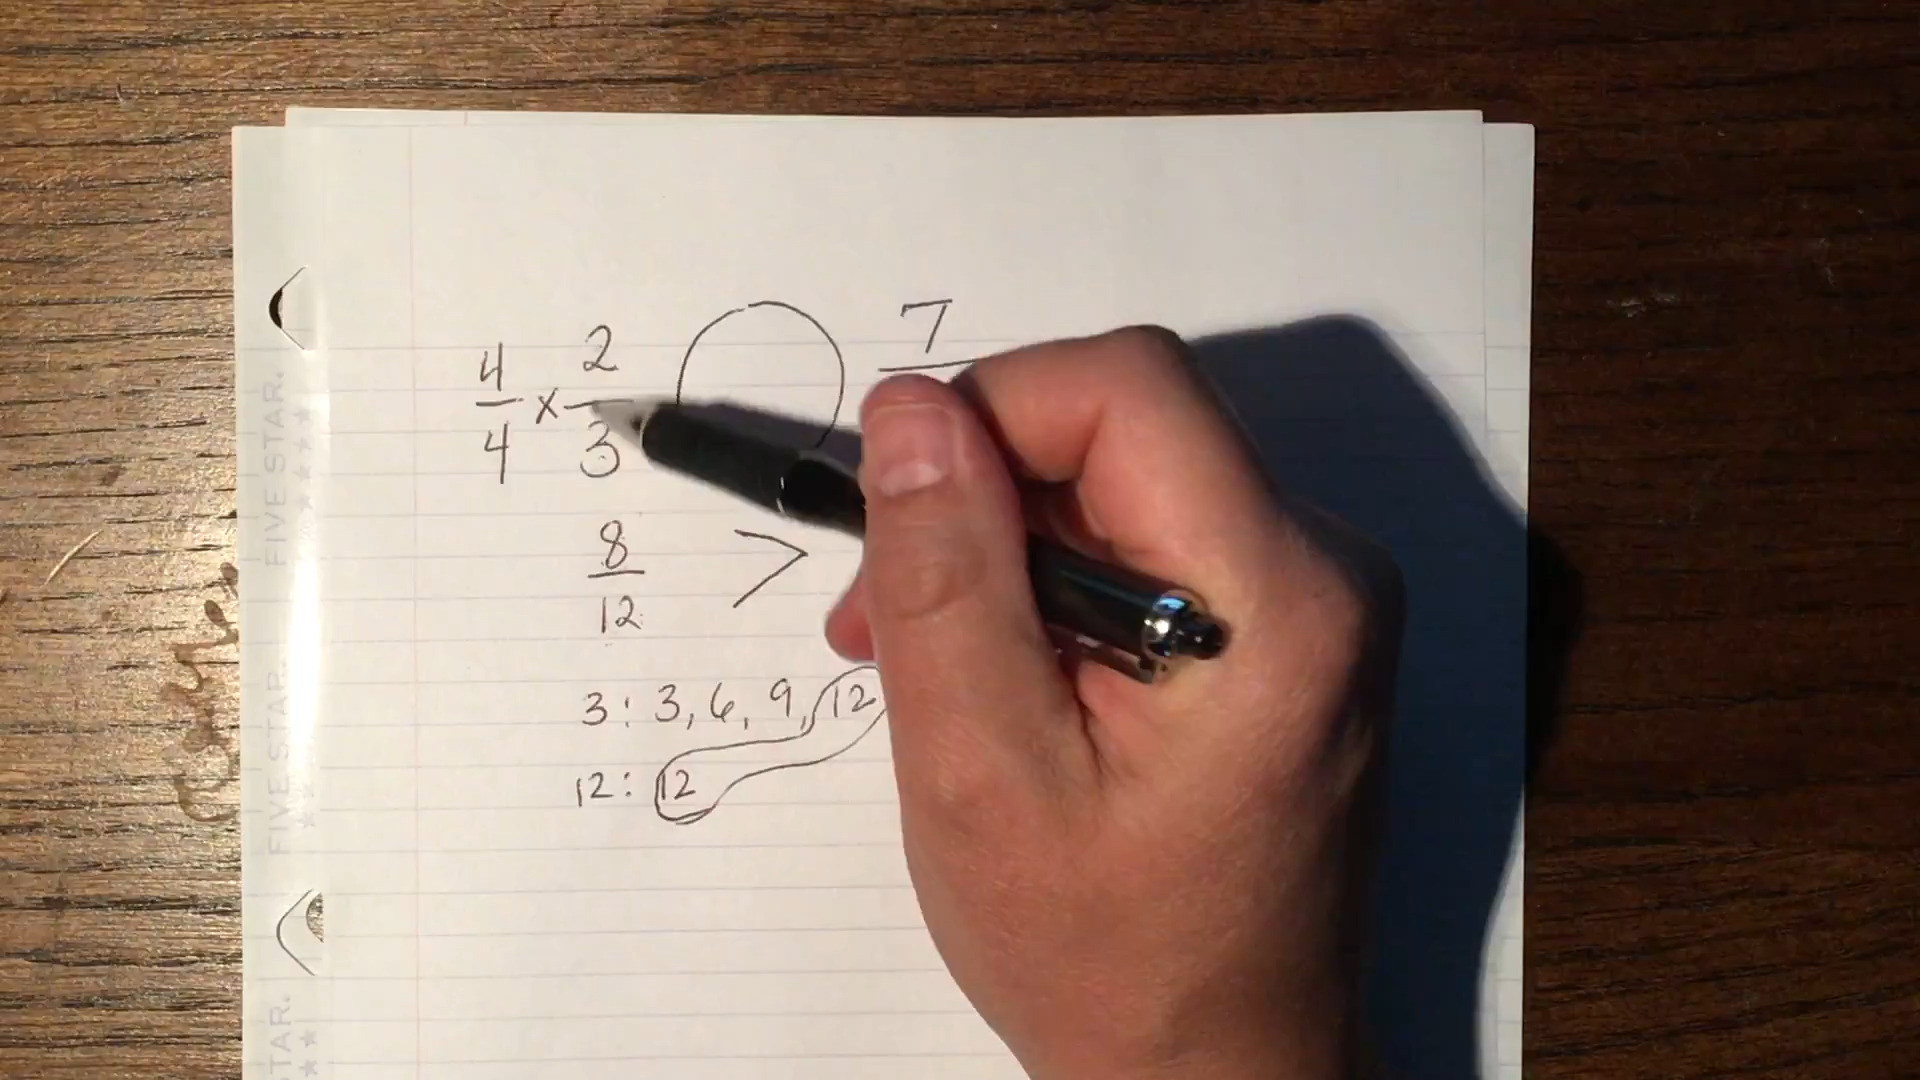 4/4 x 2/3 7
8/12 >
3: 3, 6, 9, 12
12: 12
FIVE STAR.
FIVE STAR.
STAR.